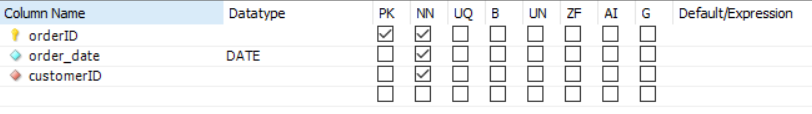 Column Name Datatype PK NN UQ B UN ZF AI G Default/Expression
orderID
order_date DATE
customerID